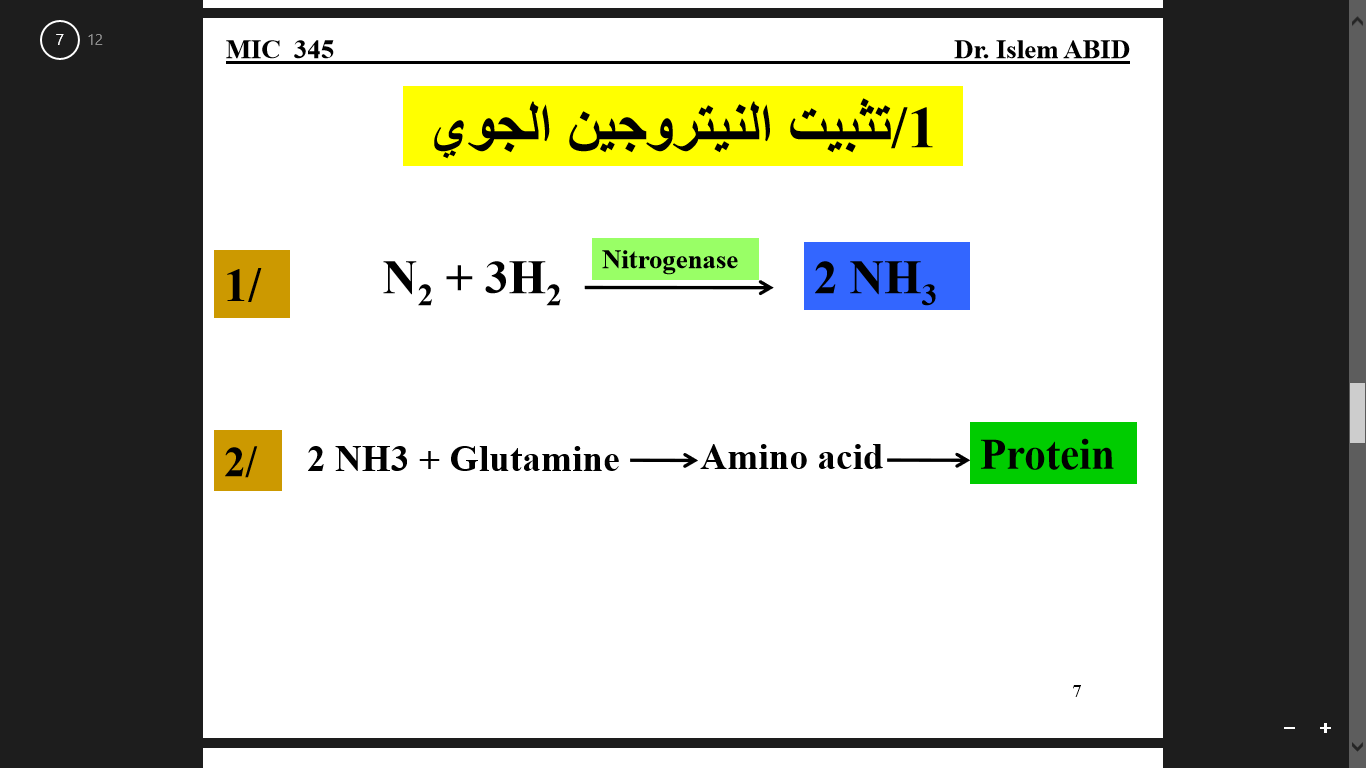 7 12
MIC 345 Dr. Islem ABID
1/تثبيت النيتروجين الجوي
Nitrogenase
1/ N₂ + 3H₂ 2 NH₃
2/ 2 NH3 + Glutamine Amino acid Protein
7